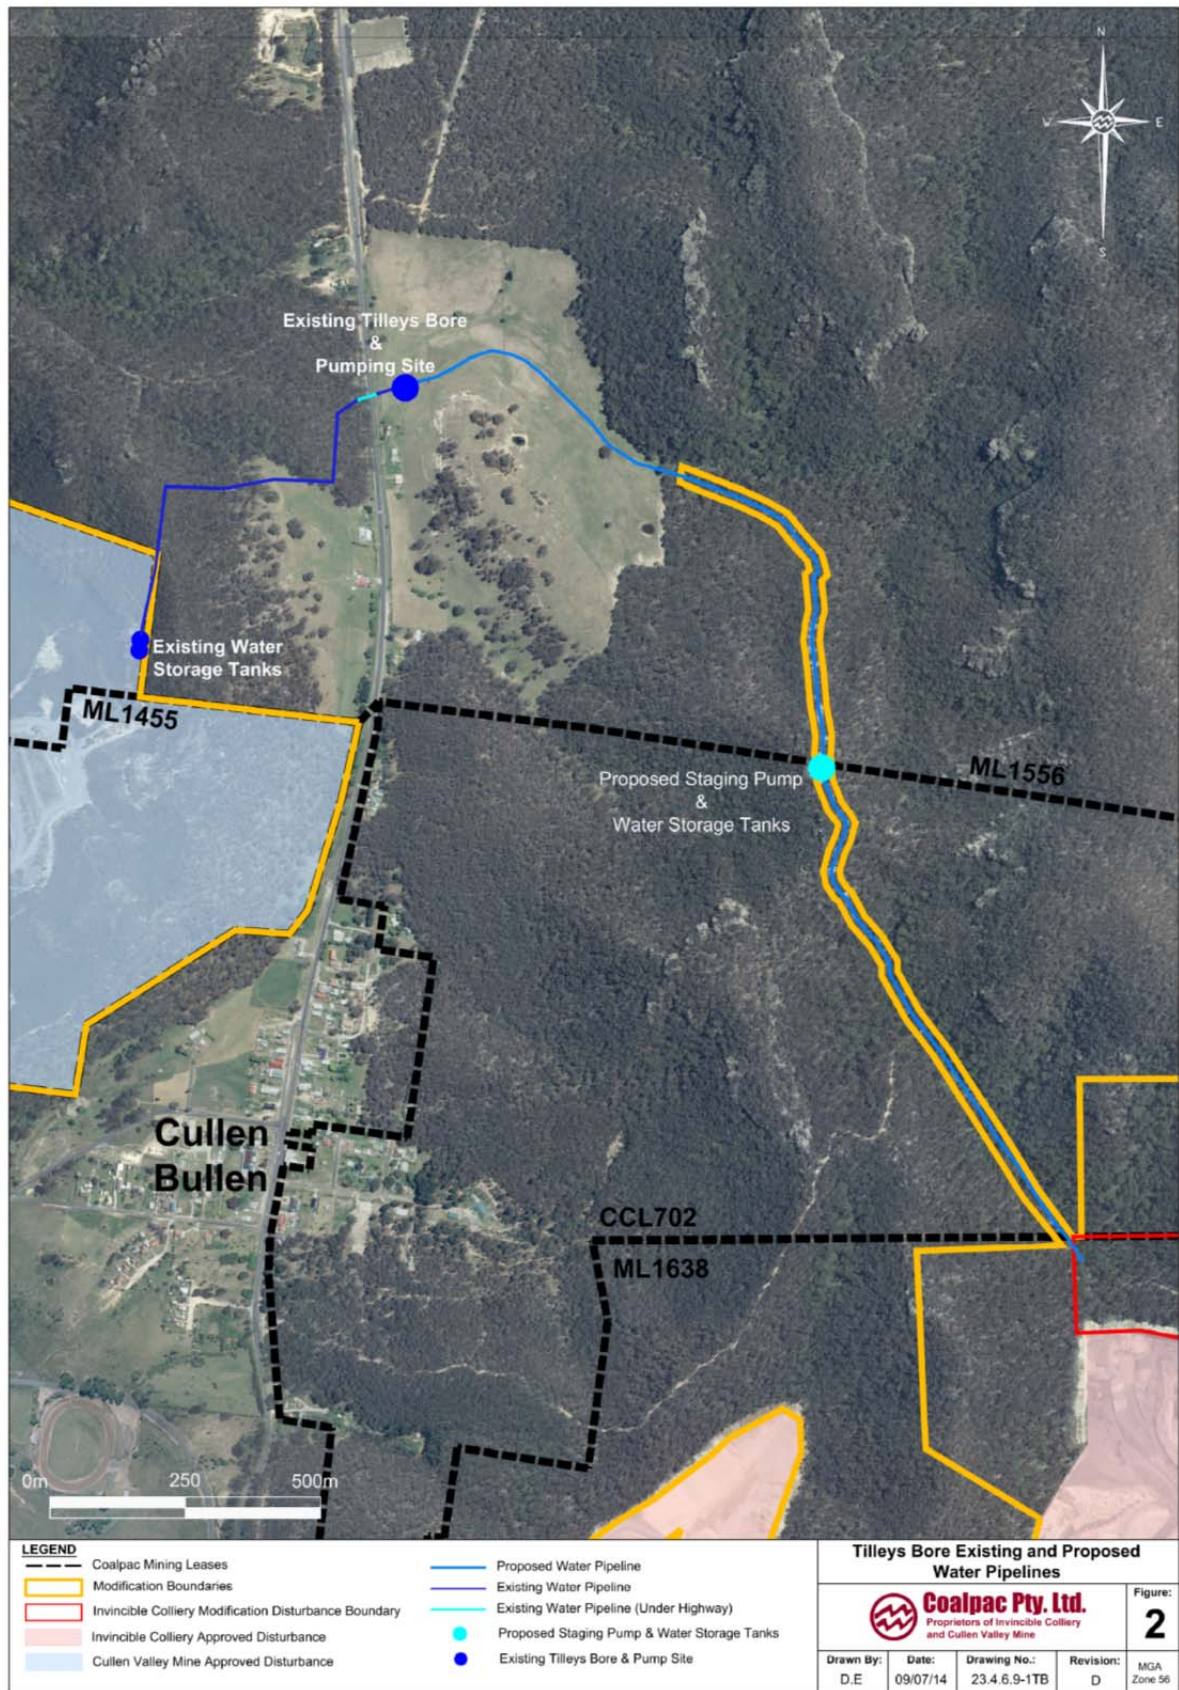 N
W
E
S
Existing Tilleys Bore
&
Pumping Site
Existing Water
Storage Tanks
ML1455
ML1556
Proposed Staging Pump
&
Water Storage Tanks
Cullen
Bullen
CCL702
ML1638
0m 250 500m
LEGEND
Coalpac Mining Leases
Modification Boundaries
Invincible Colliery Modification Disturbance Boundary
Invincible Colliery Approved Disturbance
Cullen Valley Mine Approved Disturbance
Proposed Water Pipeline
Existing Water Pipeline
Existing Water Pipeline (Under Highway)
Proposed Staging Pump & Water Storage Tanks
Existing Tilleys Bore & Pump Site
Tilleys Bore Existing and Proposed
Water Pipelines
Coalpac Pty. Ltd.
Proprietors of Invincible Colliery
and Cullen Valley Mine
Figure:
2
Drawn By: Date: Drawing No.: Revision:
D.E 09/07/14 23.4.6.9-1TB D
MGA
Zone 56